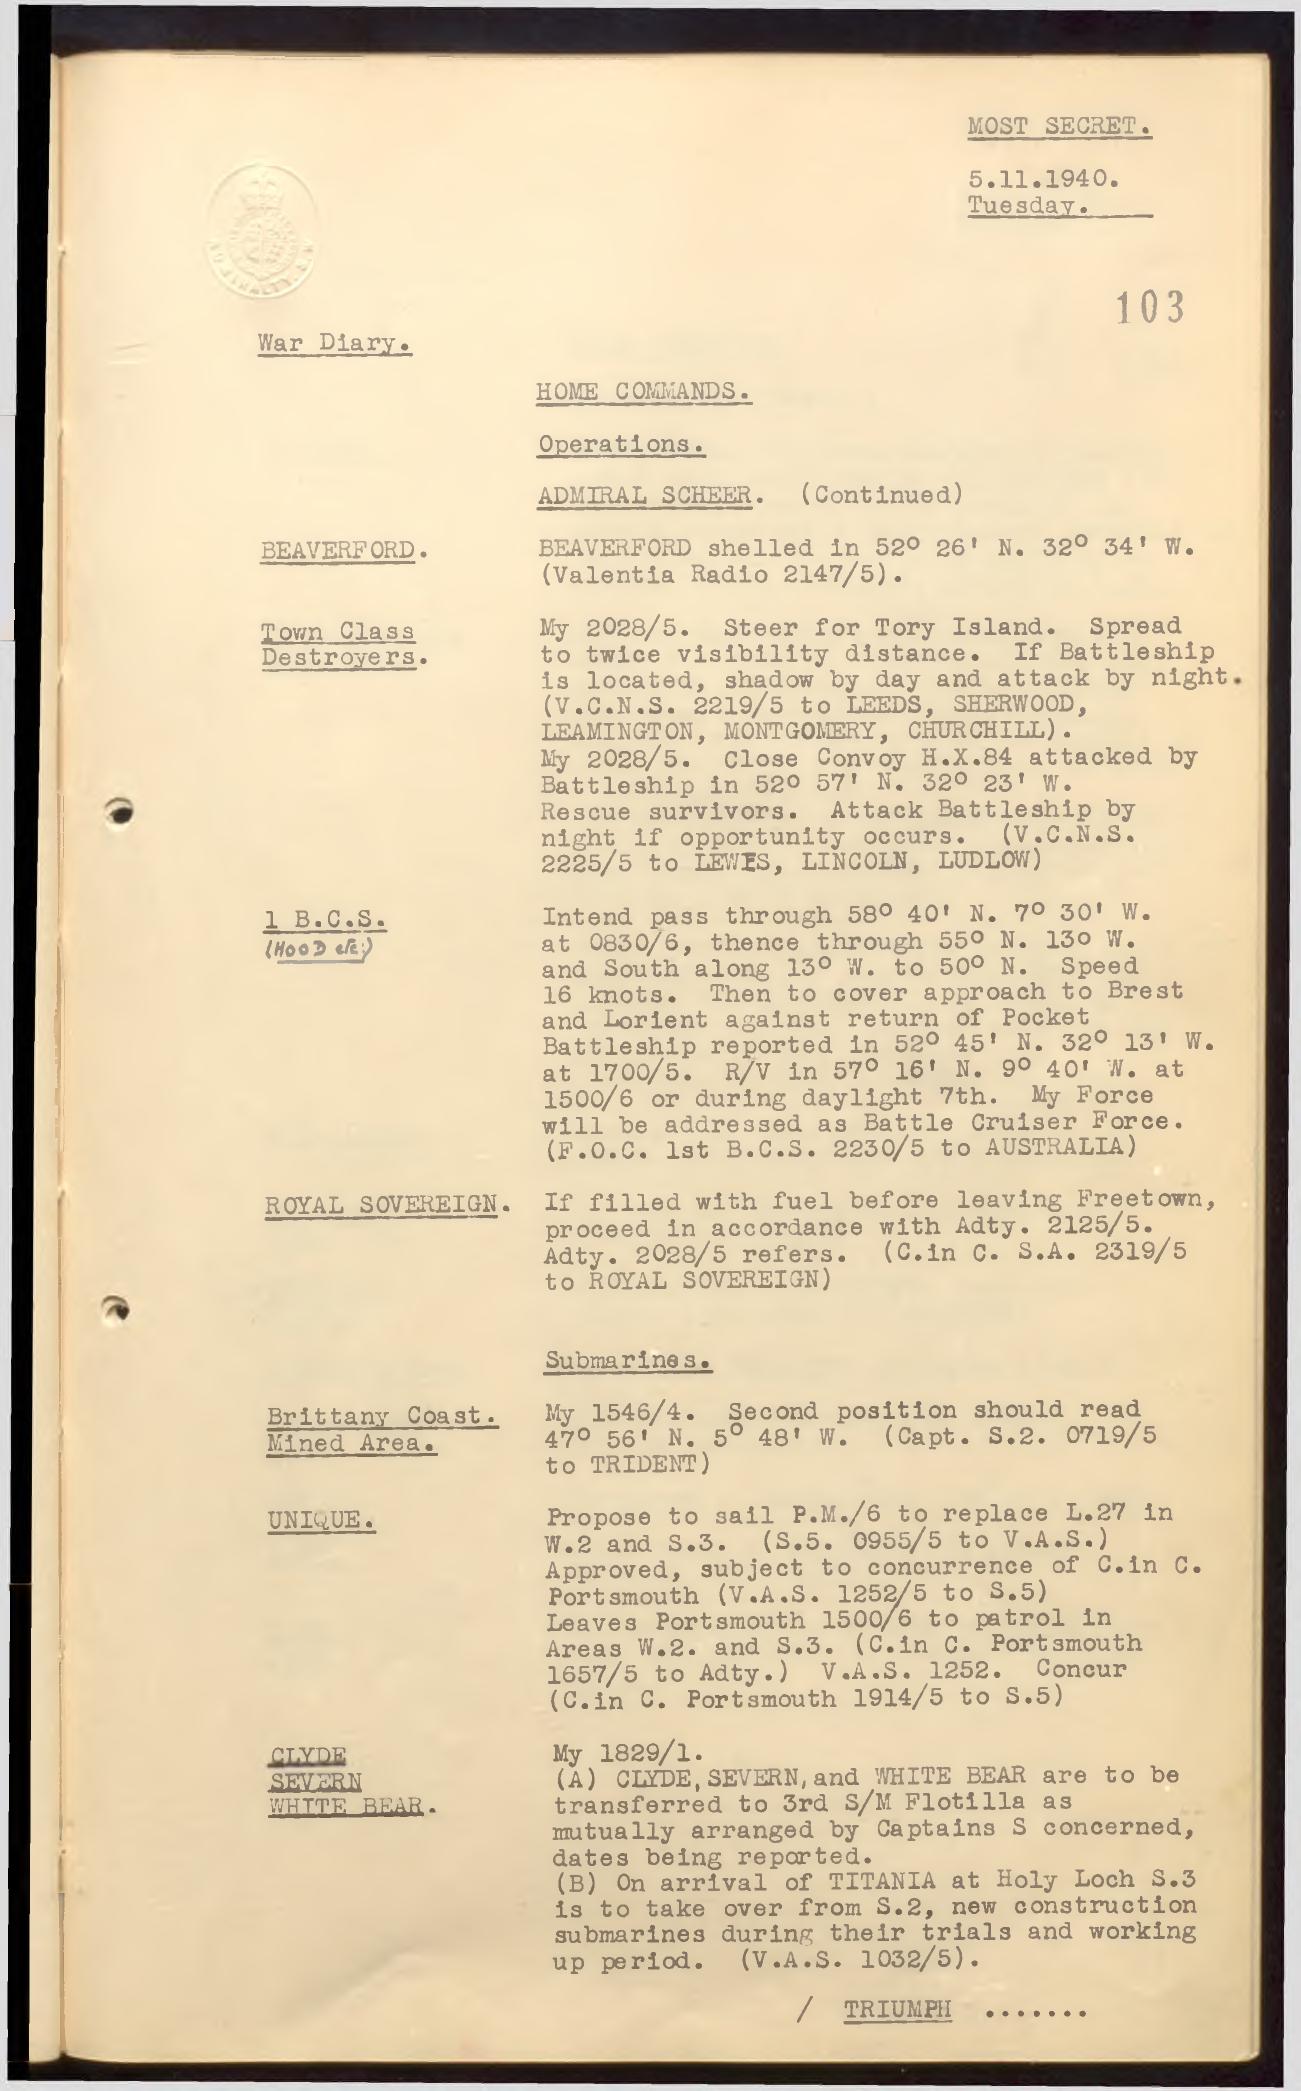 MOST SECRET.
5.11.1940.
Tuesday.
103
War Diary.
HOME COMMANDS.
Operations.
ADMIRAL SCHEER. (Continued)
BEAVERFORD.
BEAVERFORD shelled in 52° 26' N. 32° 34' W.
(Valentia Radio 2147/5).
Town Class
Destroyers.
My 2028/5. Steer for Tory Island. Spread
to twice visibility distance. If Battleship
is located, shadow by day and attack by night.
(V.C.N.S. 2219/5 to LEEDS, SHERWOOD,
LEAMINGTON, MONTGOMERY, CHURCHILL).
My 2028/5. Close Convoy H.X.84 attacked by
Battleship in 52° 57' N. 32° 23' W.
Rescue survivors. Attack Battleship by
night if opportunity occurs. (V.C.N.S.
2225/5 to LEWES, LINCOLN, LUDLOW)
1 B.C.S.
(HOOD etc.)
Intend pass through 58° 40' N. 7° 30' W.
at 0830/6, thence through 55° N. 13° W.
and South along 13° W. to 50° N. Speed
16 knots. Then to cover approach to Brest
and Lorient against return of Pocket
Battleship reported in 52° 45' N. 32° 13' W.
at 1700/5. R/V in 57° 16' N. 9° 40' W. at
1500/6 or during daylight 7th. My Force
will be addressed as Battle Cruiser Force.
(F.O.C. 1st B.C.S. 2230/5 to AUSTRALIA)
ROYAL SOVEREIGN.
If filled with fuel before leaving Freetown,
proceed in accordance with Adty. 2125/5.
Adty. 2028/5 refers. (C.in C. S.A. 2319/5
to ROYAL SOVEREIGN)
Submarines.
Brittany Coast.
Mined Area.
My 1546/4. Second position should read
47° 56' N. 5° 48' W. (Capt. S.2. 0719/5
to TRIDENT)
UNIQUE.
Propose to sail P.M./6 to replace L.27 in
W.2 and S.3. (S.5. 0955/5 to V.A.S.)
Approved, subject to concurrence of C.in C.
Portsmouth (V.A.S. 1252/5 to S.5)
Leaves Portsmouth 1500/6 to patrol in
Areas W.2. and S.3. (C.in C. Portsmouth
1657/5 to Adty.) V.A.S. 1252. Concur
(C.in C. Portsmouth 1914/5 to S.5)
CLYDE
SEVERN
WHITE BEAR.
My 1829/1.
(A) CLYDE, SEVERN, and WHITE BEAR are to be
transferred to 3rd S/M Flotilla as
mutually arranged by Captains S concerned,
dates being reported.
(B) On arrival of TITANIA at Holy Loch S.3
is to take over from S.2, new construction
submarines during their trials and working
up period. (V.A.S. 1032/5).
/ TRIUMPH .......